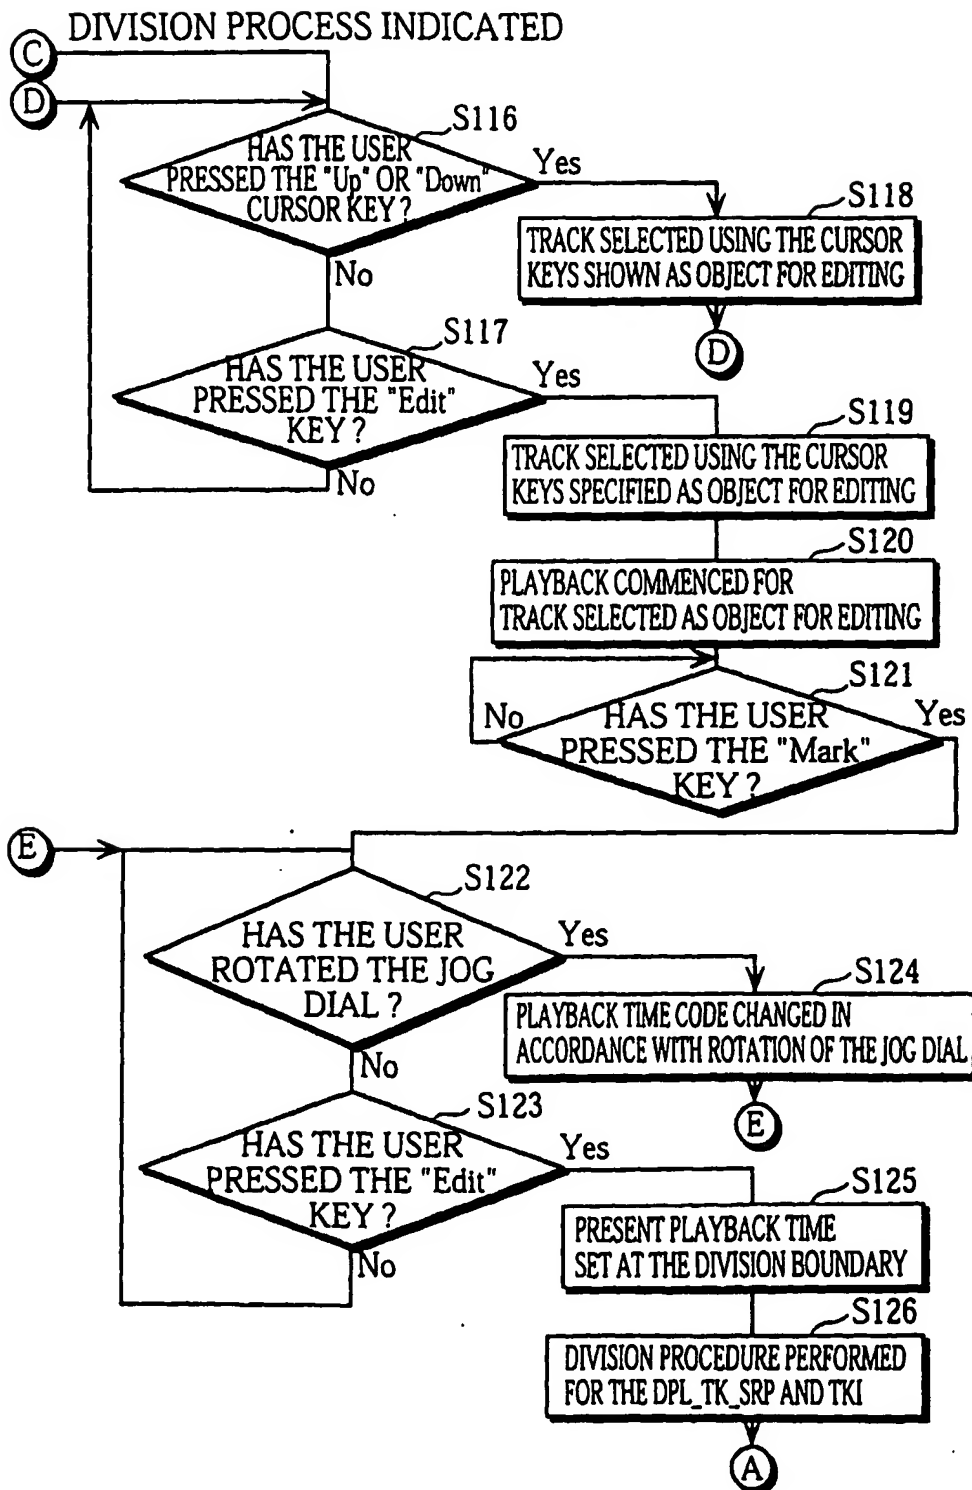 DIVISION PROCESS INDICATED
C
D
S116
HAS THE USER
PRESSED THE "Up" OR "Down"
CURSOR KEY ?
Yes
No
S118
TRACK SELECTED USING THE CURSOR
KEYS SHOWN AS OBJECT FOR EDITING
D
S117
HAS THE USER
PRESSED THE "Edit"
KEY ?
Yes
No
S119
TRACK SELECTED USING THE CURSOR
KEYS SPECIFIED AS OBJECT FOR EDITING
S120
PLAYBACK COMMENCED FOR
TRACK SELECTED AS OBJECT FOR EDITING
S121
No
HAS THE USER
PRESSED THE "Mark"
KEY ?
Yes
E
S122
HAS THE USER
ROTATED THE JOG
DIAL ?
Yes
No
S124
PLAYBACK TIME CODE CHANGED IN
ACCORDANCE WITH ROTATION OF THE JOG DIAL
E
S123
HAS THE USER
PRESSED THE "Edit"
KEY ?
Yes
No
S125
PRESENT PLAYBACK TIME
SET AT THE DIVISION BOUNDARY
S126
DIVISION PROCEDURE PERFORMED
FOR THE DPL_TK_SRP AND TKI
A